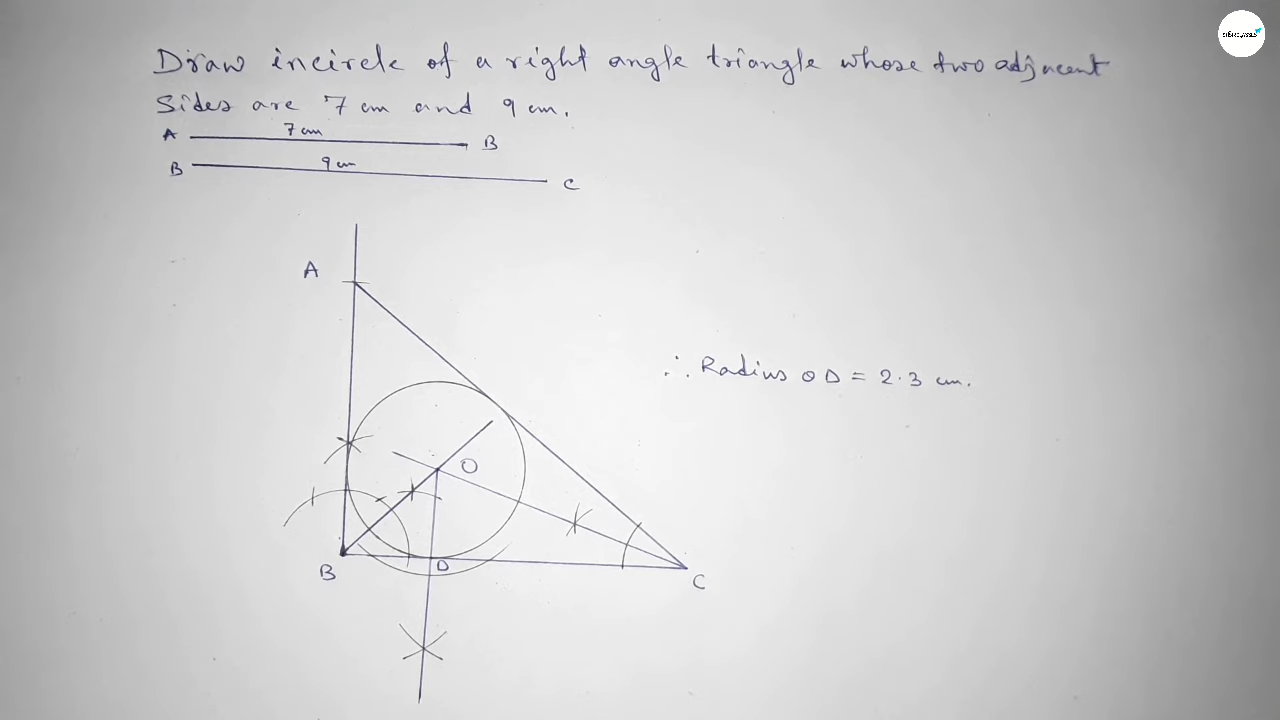 Draw incircle of a right angle triangle whose two adjacent
sides are 7 cm and 9 cm.
A 7 cm B
B 9 cm C
A
∴ Radius OD = 2.3 cm.
O
B D C